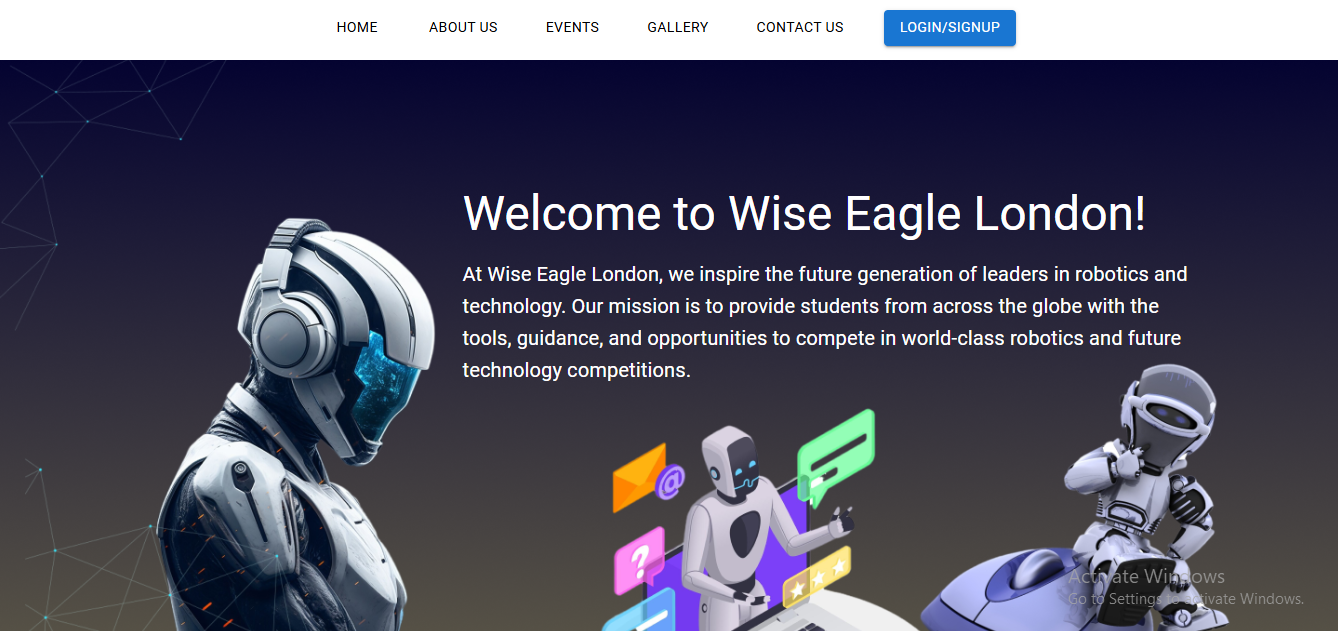 HOME ABOUT US EVENTS GALLERY CONTACT US LOGIN/SIGNUP
Welcome to Wise Eagle London!
At Wise Eagle London, we inspire the future generation of leaders in robotics and
technology. Our mission is to provide students from across the globe with the
tools, guidance, and opportunities to compete in world-class robotics and future
technology competitions.
@
?
Activate Windows
Go to Settings to activate Windows.